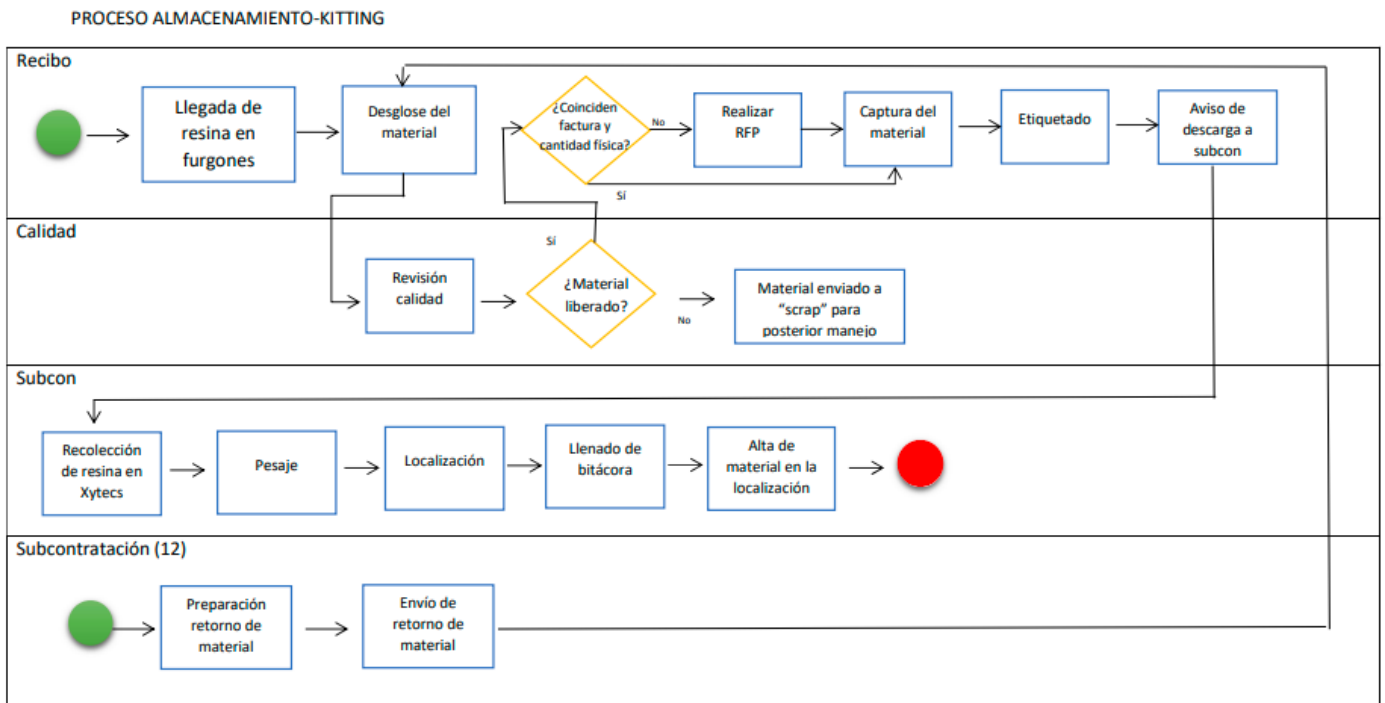 PROCESO ALMACENAMIENTO-KITTING
Recibo
Llegada de
resina en
furgones
Desglose del
material
¿Coinciden
factura y
cantidad física?
No
Sí
Realizar
RFP
Captura del
material
Etiquetado
Aviso de
descarga a
subcon
Calidad
Revisión
calidad
Sí
¿Material
liberado?
No
Material enviado a
“scrap” para
posterior manejo
Subcon
Recolección
de resina en
Xytecs
Pesaje
Localización
Llenado de
bitácora
Alta de
material en la
localización
Subcontratación (12)
Preparación
retorno de
material
Envío de
retorno de
material